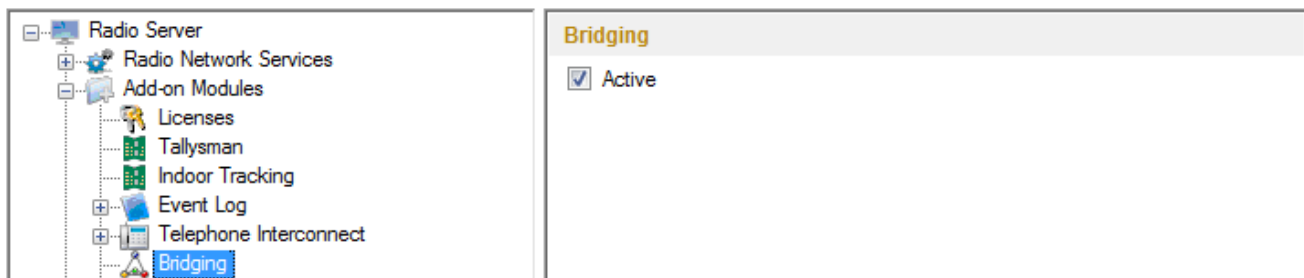 Radio Server
Radio Network Services
Add-on Modules
Licenses
Tallysman
Indoor Tracking
Event Log
Telephone Interconnect
Bridging
Bridging
Active